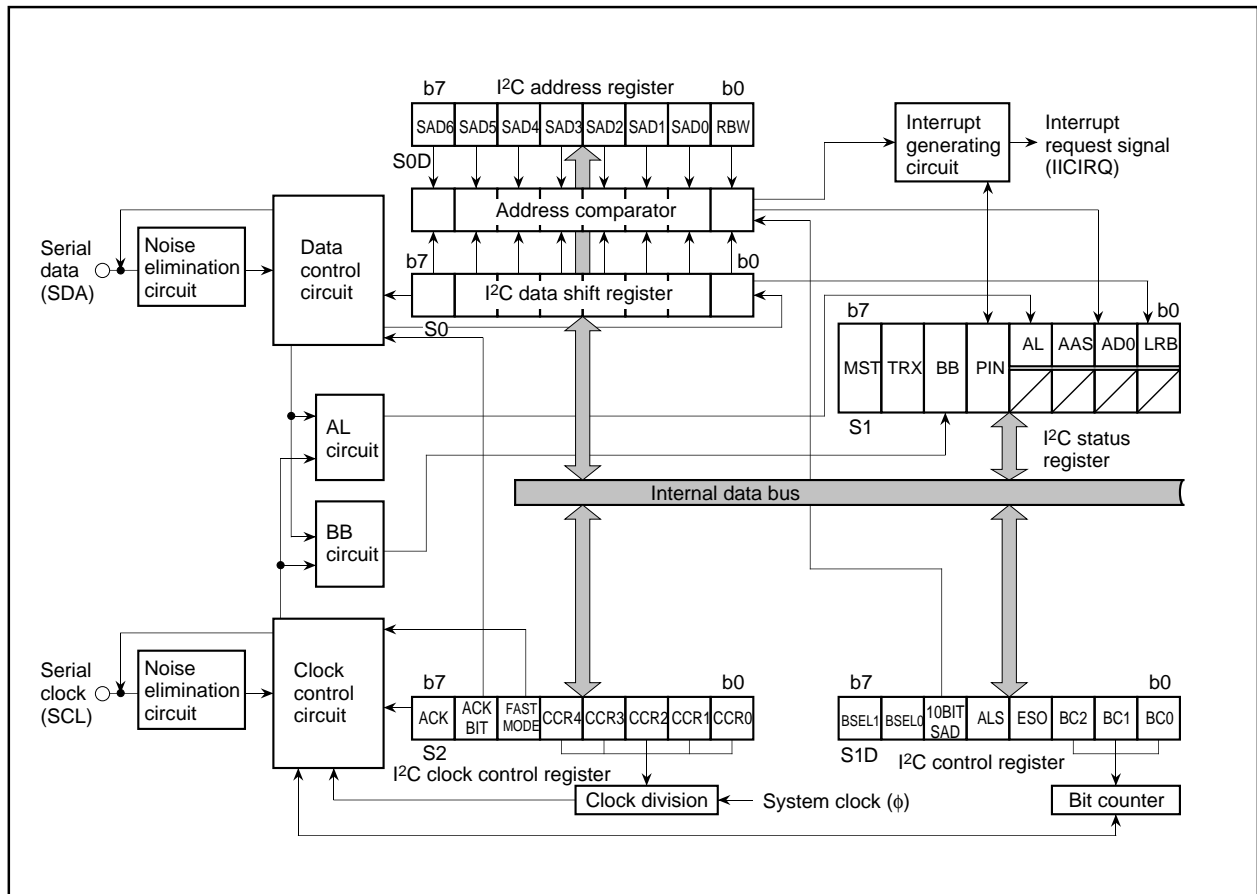 b7 I²C address register b0
SAD6 SAD5 SAD4 SAD3 SAD2 SAD1 SAD0 RBW
S0D
Interrupt
generating
circuit
Interrupt
request signal
(IICIRQ)
Address comparator
Serial
data
(SDA)
Noise
elimination
circuit
Data
control
circuit
b7 b0
I²C data shift register
S0
b7 b0
MST TRX BB PIN AL AAS AD0 LRB
S1
I²C status
register
AL
circuit
Internal data bus
BB
circuit
Serial
clock
(SCL)
Noise
elimination
circuit
Clock
control
circuit
b7 b0
ACK ACK BIT FAST MODE CCR4 CCR3 CCR2 CCR1 CCR0
S2
I²C clock control register
Clock division
System clock (ϕ)
b7 b0
BSEL1 BSEL0 10BIT SAD ALS ESO BC2 BC1 BC0
S1D
I²C control register
Bit counter